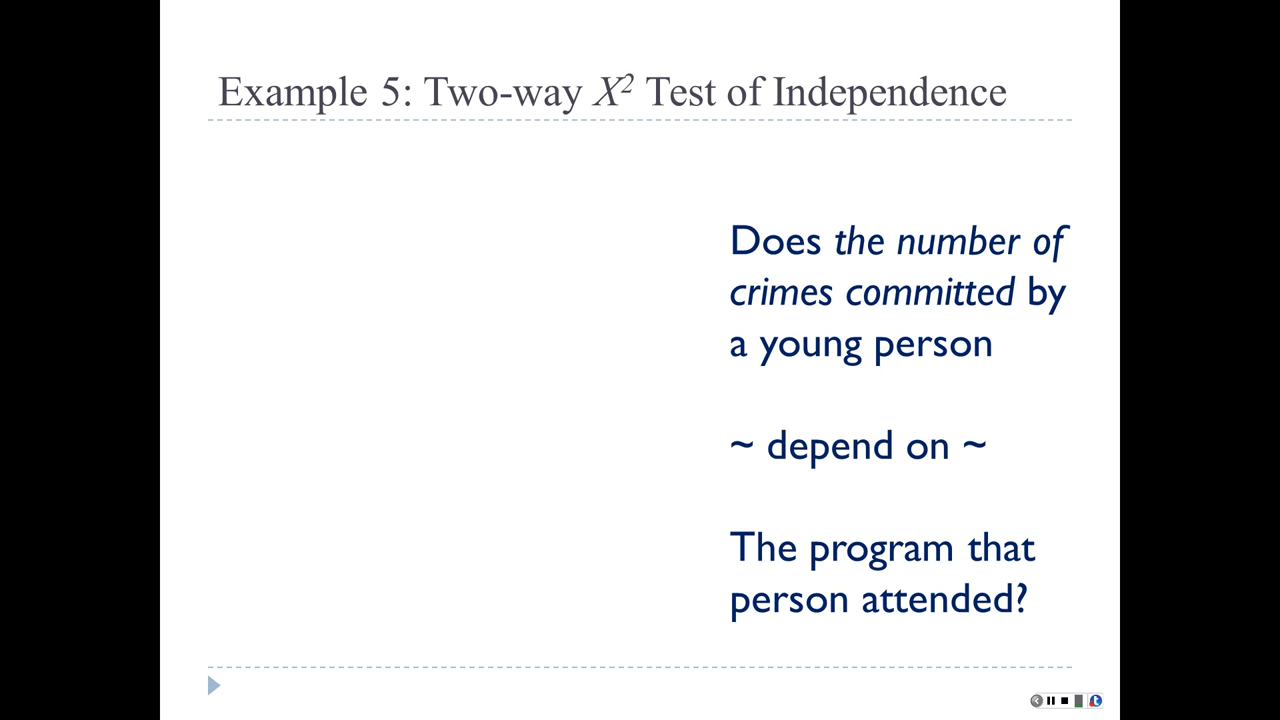 Example 5: Two-way X² Test of Independence
Does the number of
crimes committed by
a young person
~ depend on ~
The program that
person attended?